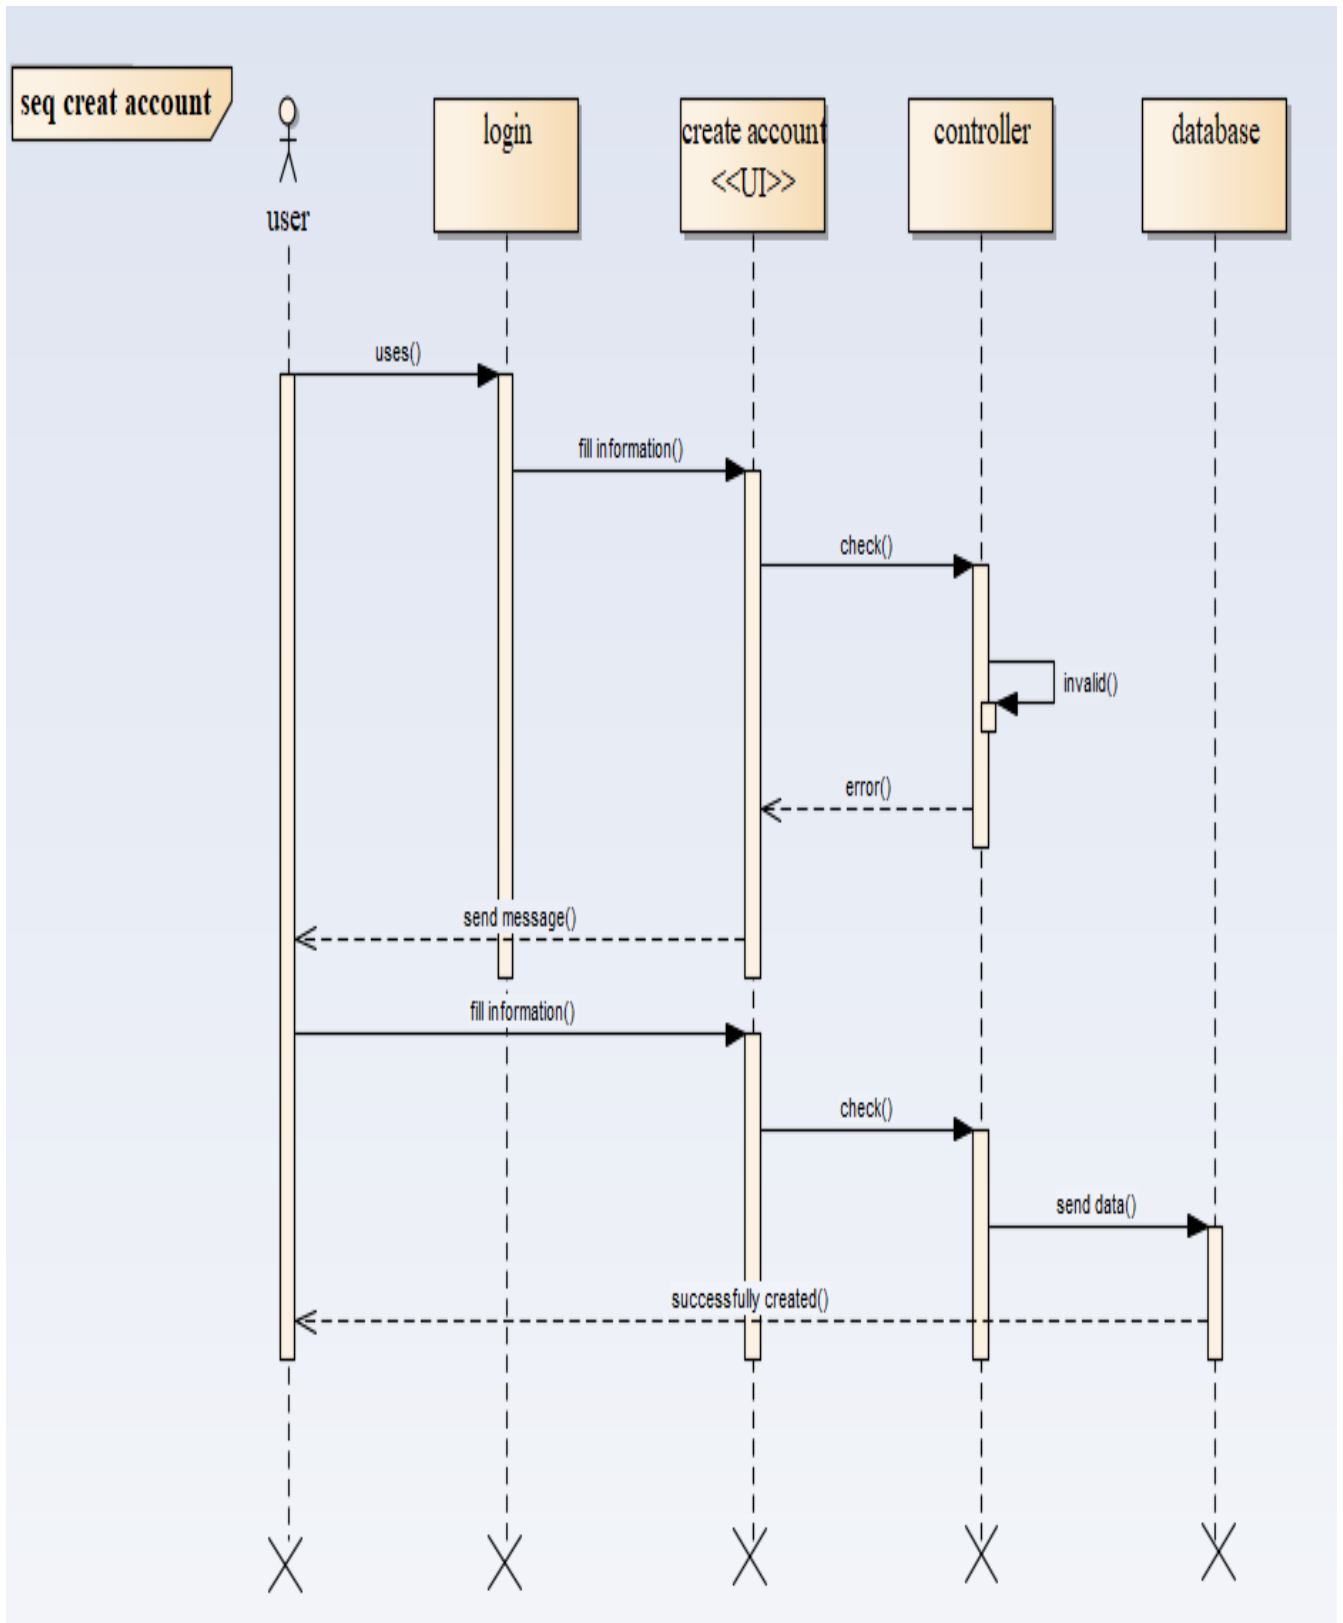 seq creat account
user
login
create account
<<UI>>
controller
database
uses()
fill information()
check()
invalid()
error()
send message()
fill information()
check()
send data()
successfully created()